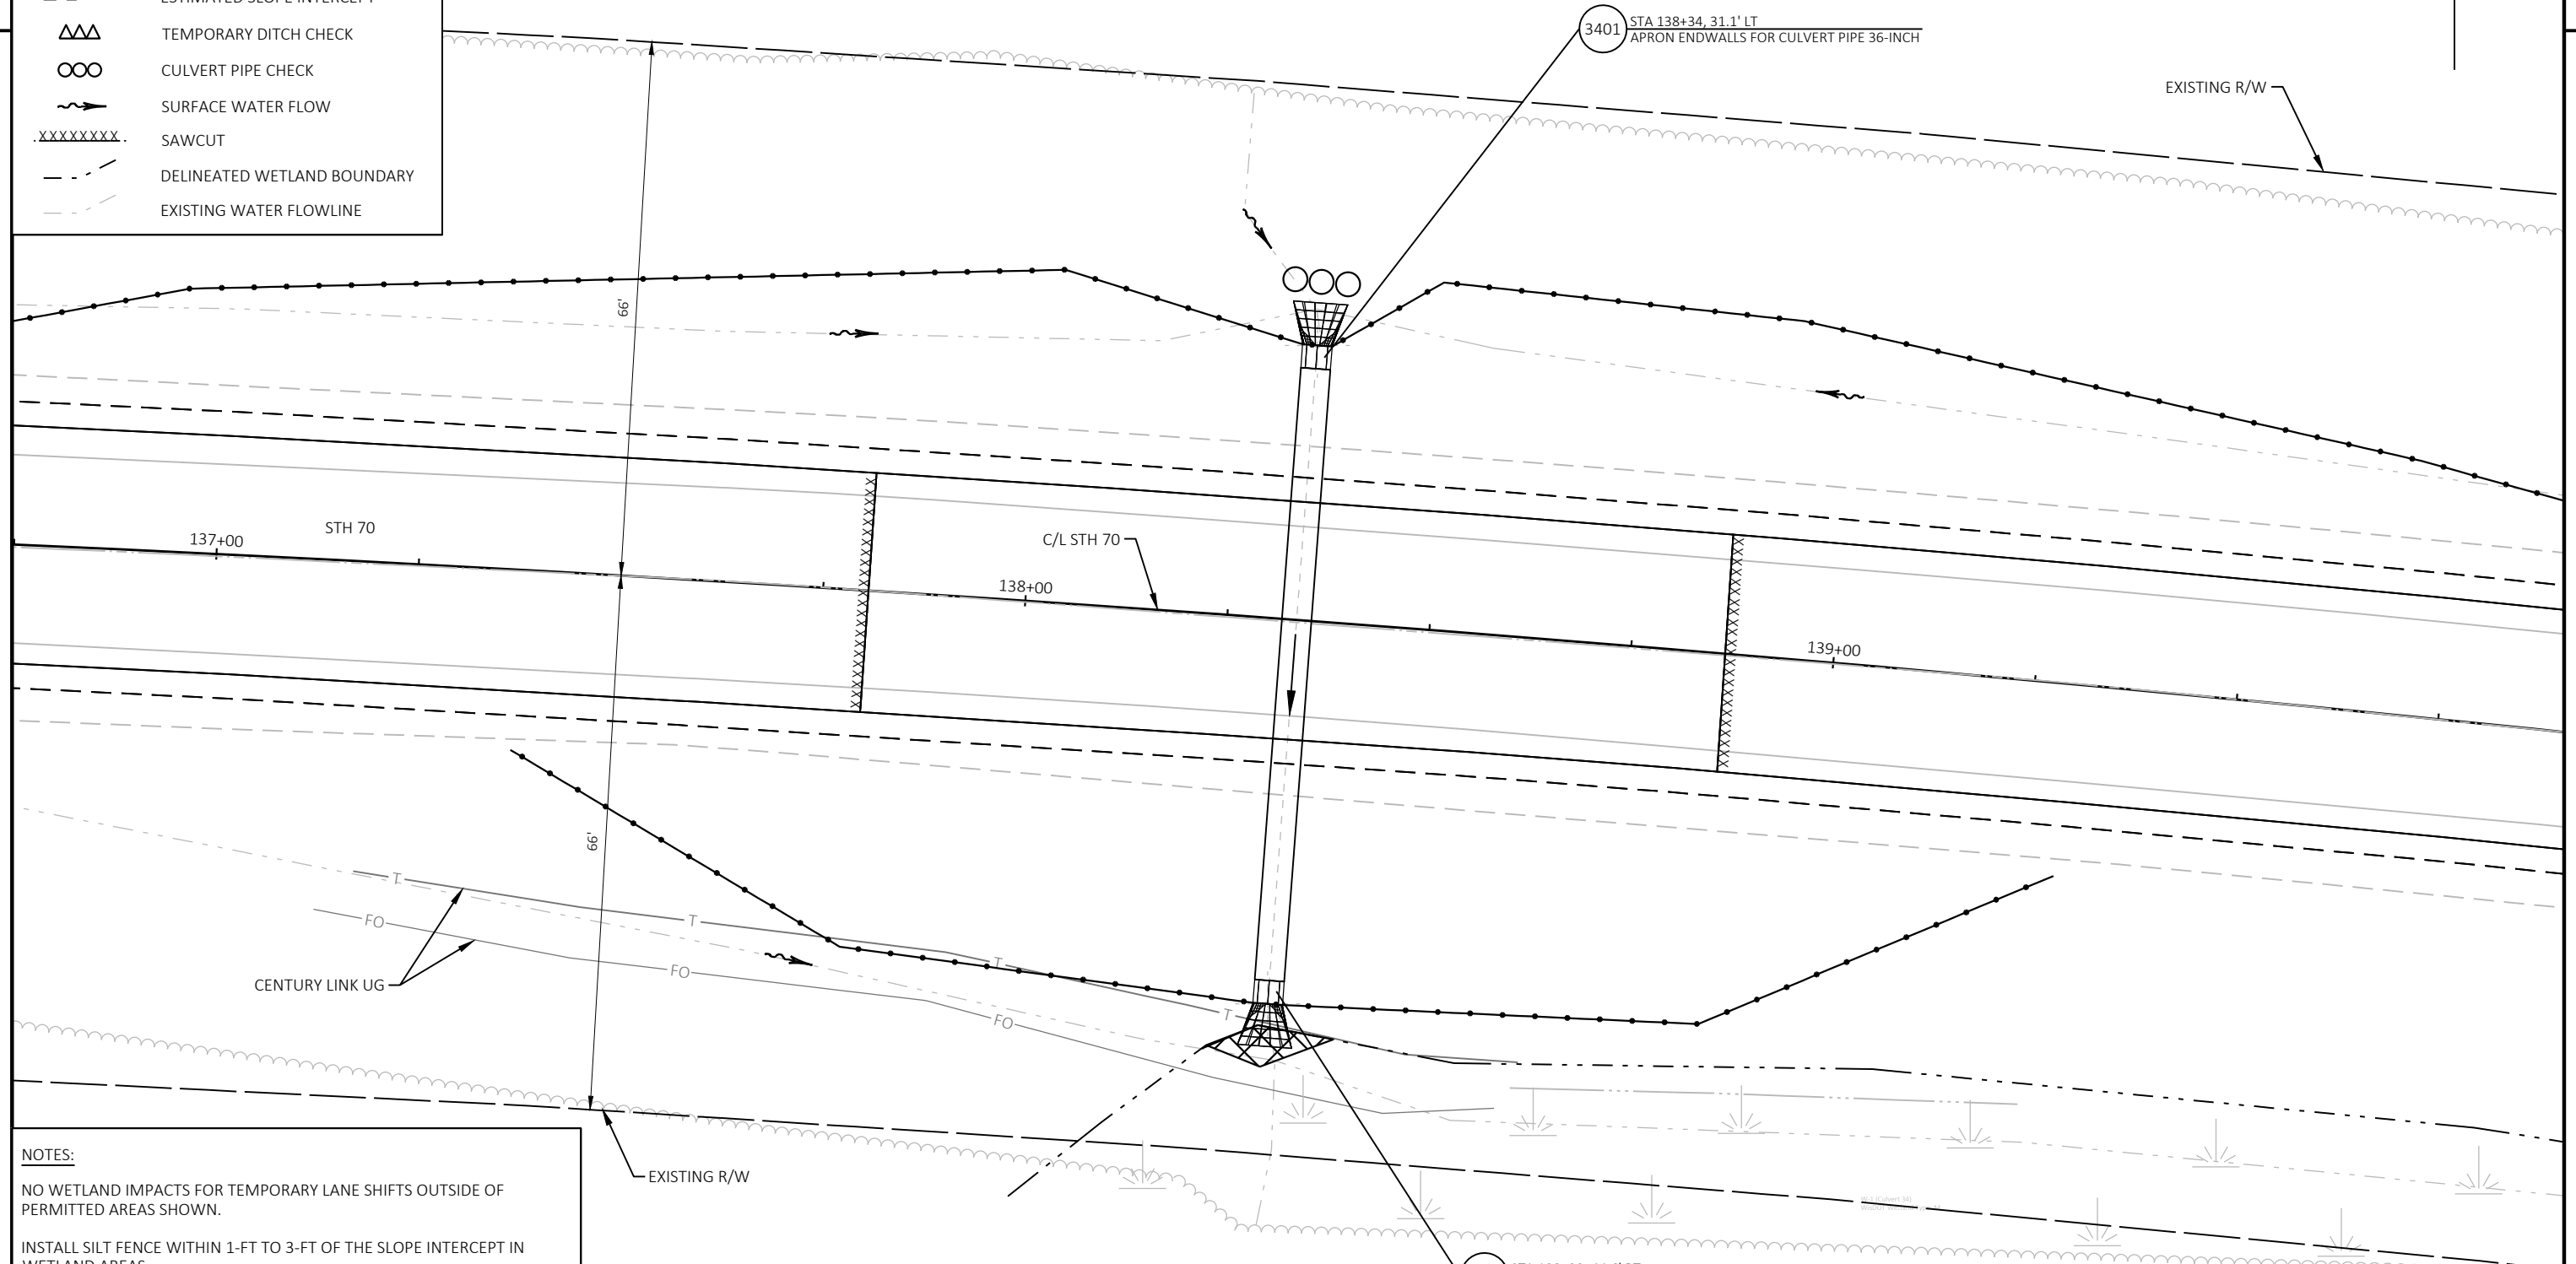 ESTIMATED SLOPE INTERCEPT
TEMPORARY DITCH CHECK
CULVERT PIPE CHECK
SURFACE WATER FLOW
XXXXXXXX
SAWCUT
DELINEATED WETLAND BOUNDARY
EXISTING WATER FLOWLINE
3401
STA 138+34, 31.1' LT
APRON ENDWALLS FOR CULVERT PIPE 36-INCH
EXISTING R/W
66'
STH 70
137+00
C/L STH 70
138+00
139+00
66'
T
T
T
T
FO
FO
FO
CENTURY LINK UG
EXISTING R/W
NOTES:
NO WETLAND IMPACTS FOR TEMPORARY LANE SHIFTS OUTSIDE OF
PERMITTED AREAS SHOWN.
INSTALL SILT FENCE WITHIN 1-FT TO 3-FT OF THE SLOPE INTERCEPT IN
WETLAND AREAS